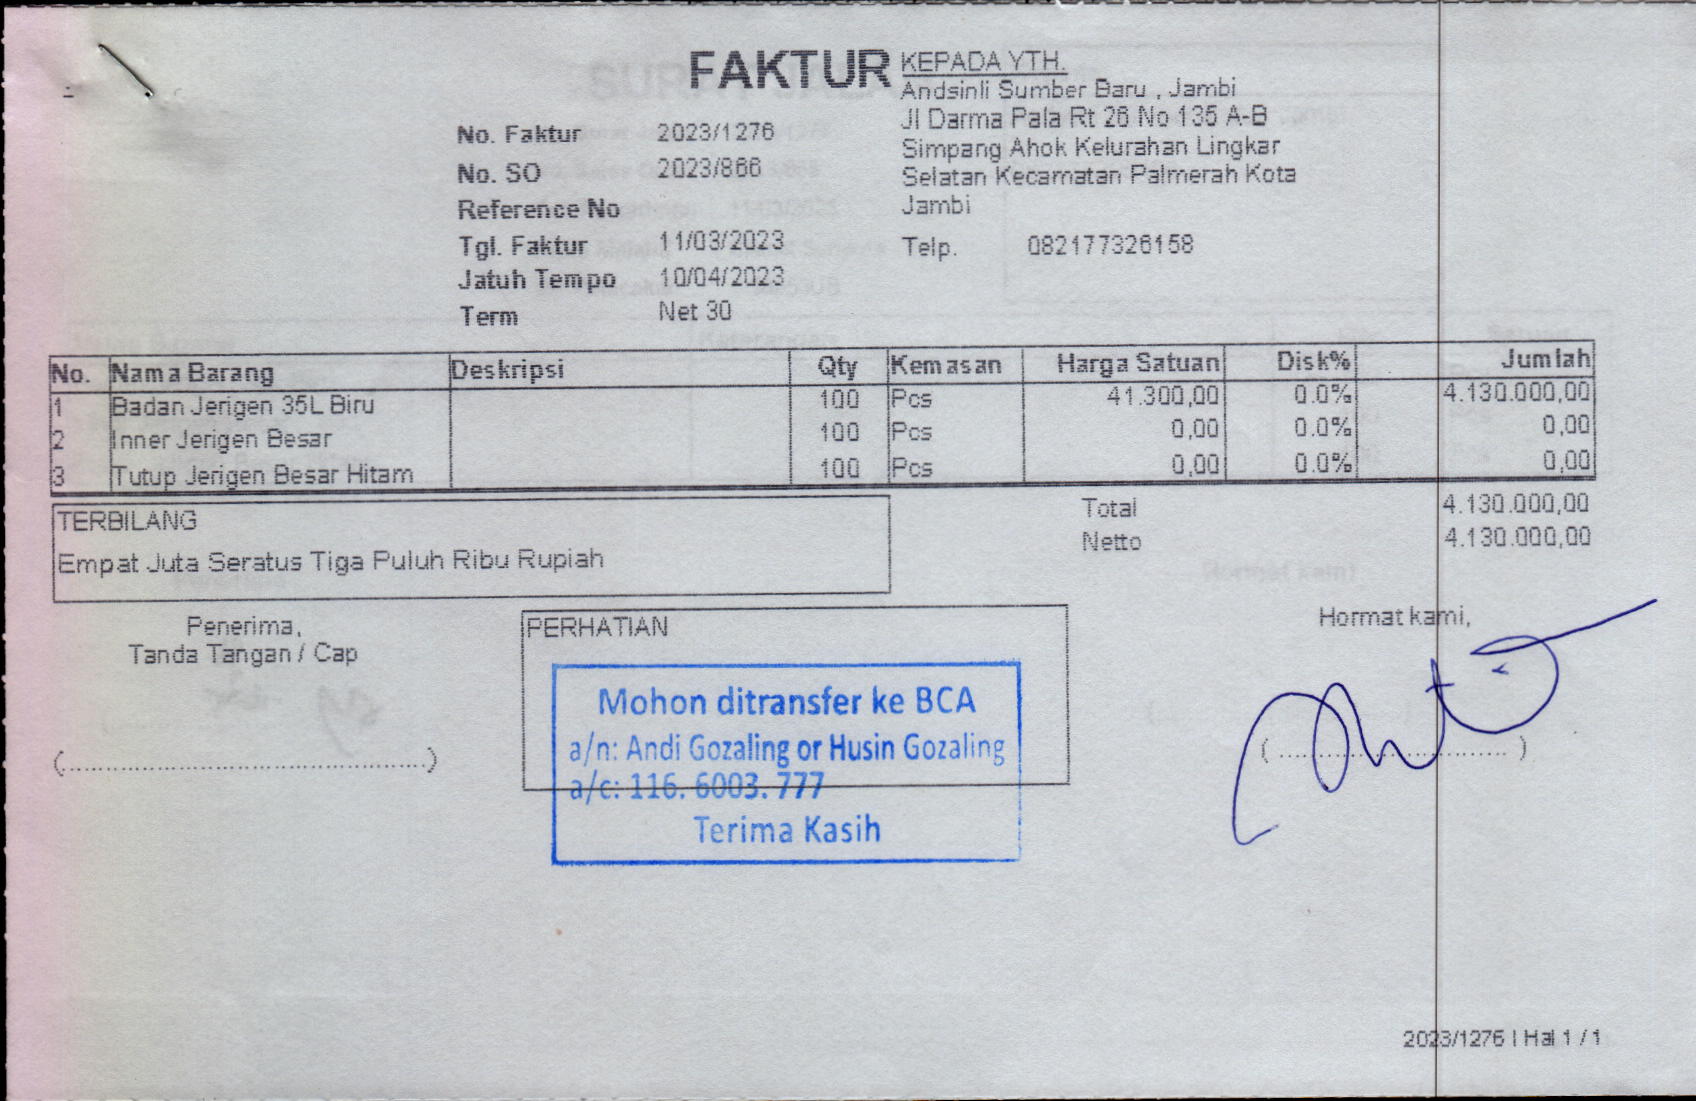 FAKTUR
KEPADA YTH.
Andsinli Sumber Baru , Jambi
Jl Darma Pala Rt 26 No 135 A-B
Simpang Ahok Kelurahan Lingkar
Selatan Kecamatan Palmerah Kota
Jambi
Telp. 082177326158
No. Faktur 2023/1276
No. SO 2023/866
Reference No
Tgl. Faktur 11/03/2023
Jatuh Tempo 10/04/2023
Term Net 30
No. Nama Barang Deskripsi Qty Kemasan Harga Satuan Disk% Jumlah
1 Badan Jerigen 35L Biru 100 Pcs 41.300,00 0.0% 4.130.000,00
2 Inner Jerigen Besar 100 Pcs 0,00 0.0% 0,00
3 Tutup Jerigen Besar Hitam 100 Pcs 0,00 0.0% 0,00
Total 4.130.000,00
Netto 4.130.000,00
TERBILANG
Empat Juta Seratus Tiga Puluh Ribu Rupiah
Penerima,
Tanda Tangan / Cap
(....................................................)
PERHATIAN
Mohon ditransfer ke BCA
a/n: Andi Gozaling or Husin Gozaling
a/c: 116. 6003. 777
Terima Kasih
Hormat kami,
( .................................... )
2023/1276 | Hal 1 / 1